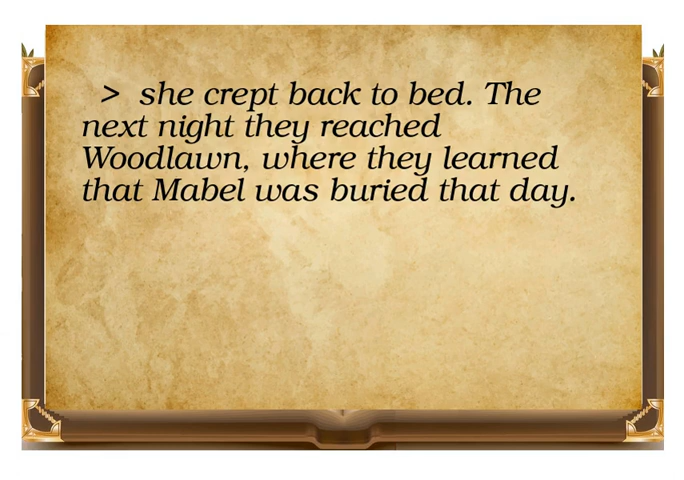 > she crept back to bed. The
next night they reached
Woodlawn, where they learned
that Mabel was buried that day.